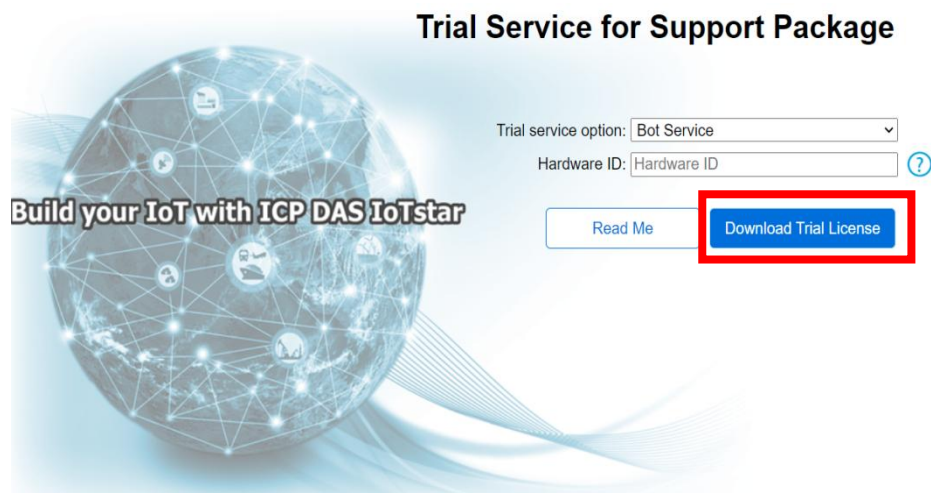 Trial Service for Support Package
Trial service option: Bot Service
Hardware ID: Hardware ID ?
Build your IoT with ICP DAS IoTstar
Read Me Download Trial License